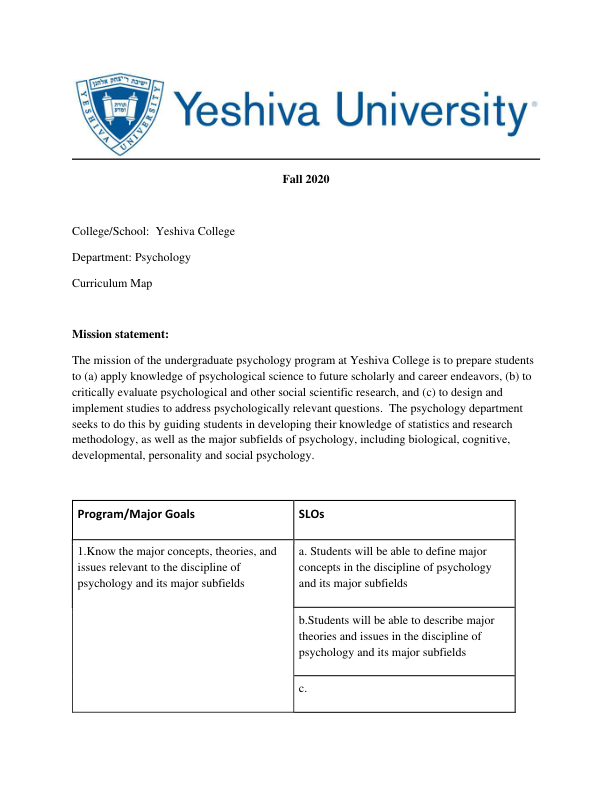 ישיבת ר' יצחק אלחנן
תורה
ומדע
YESHIVA
UNIVERSITY
Yeshiva University®
Fall 2020
College/School:  Yeshiva College
Department: Psychology
Curriculum Map
Mission statement:
The mission of the undergraduate psychology program at Yeshiva College is to prepare students
to (a) apply knowledge of psychological science to future scholarly and career endeavors, (b) to
critically evaluate psychological and other social scientific research, and (c) to design and
implement studies to address psychologically relevant questions.  The psychology department
seeks to do this by guiding students in developing their knowledge of statistics and research
methodology, as well as the major subfields of psychology, including biological, cognitive,
developmental, personality and social psychology.
Program/Major Goals
SLOs
1.Know the major concepts, theories, and
issues relevant to the discipline of
psychology and its major subfields
a. Students will be able to define major
concepts in the discipline of psychology
and its major subfields
b.Students will be able to describe major
theories and issues in the discipline of
psychology and its major subfields
c.